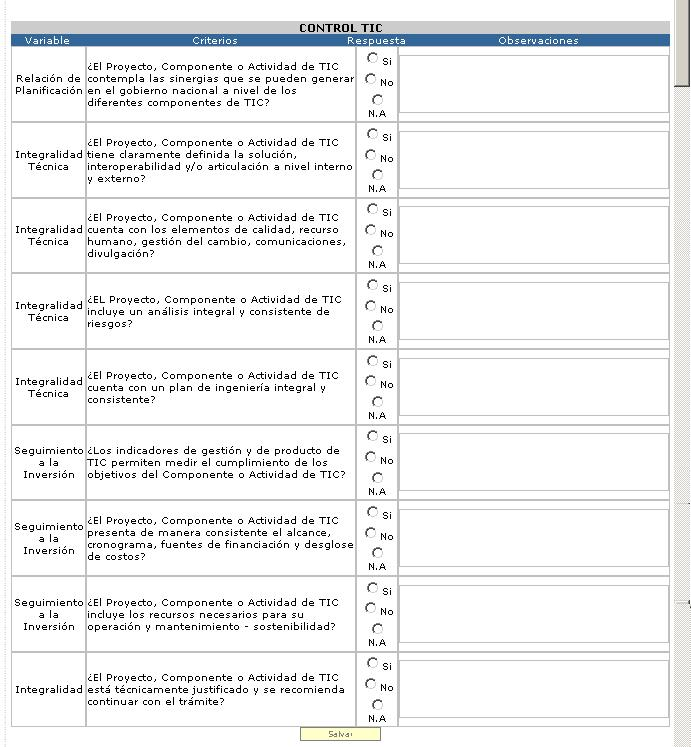 CONTROL TIC
Variable Criterios Respuesta Observaciones
Relación de Planificación
¿El Proyecto, Componente o Actividad de TIC
contempla las sinergias que se pueden generar
en el gobierno nacional a nivel de los
diferentes componentes de TIC?
Si
No
N.A
Integralidad
Técnica
¿El Proyecto, Componente o Actividad de TIC
tiene claramente definida la solución,
interoperabilidad y/o articulación a nivel interno
y externo?
Si
No
N.A
Integralidad
Técnica
¿El Proyecto, Componente o Actividad de TIC
cuenta con los elementos de calidad, recurso
humano, gestión del cambio, comunicaciones,
divulgación?
Si
No
N.A
Integralidad
Técnica
¿EL Proyecto, Componente o Actividad de TIC
incluye un análisis integral y consistente de
riesgos?
Si
No
N.A
Integralidad
Técnica
¿El Proyecto, Componente o Actividad de TIC
cuenta con un plan de ingeniería integral y
consistente?
Si
No
N.A
Seguimiento
a la
Inversión
¿Los indicadores de gestión y de producto de
TIC permiten medir el cumplimiento de los
objetivos del Componente o Actividad de TIC?
Si
No
N.A
Seguimiento
a la
Inversión
¿El Proyecto, Componente o Actividad de TIC
presenta de manera consistente el alcance,
cronograma, fuentes de financiación y desglose
de costos?
Si
No
N.A
Seguimiento
a la
Inversión
¿El Proyecto, Componente o Actividad de TIC
incluye los recursos necesarios para su
operación y mantenimiento - sostenibilidad?
Si
No
N.A
Integralidad
¿El Proyecto, Componente o Actividad de TIC
está técnicamente justificado y se recomienda
continuar con el trámite?
Si
No
N.A
Salvar